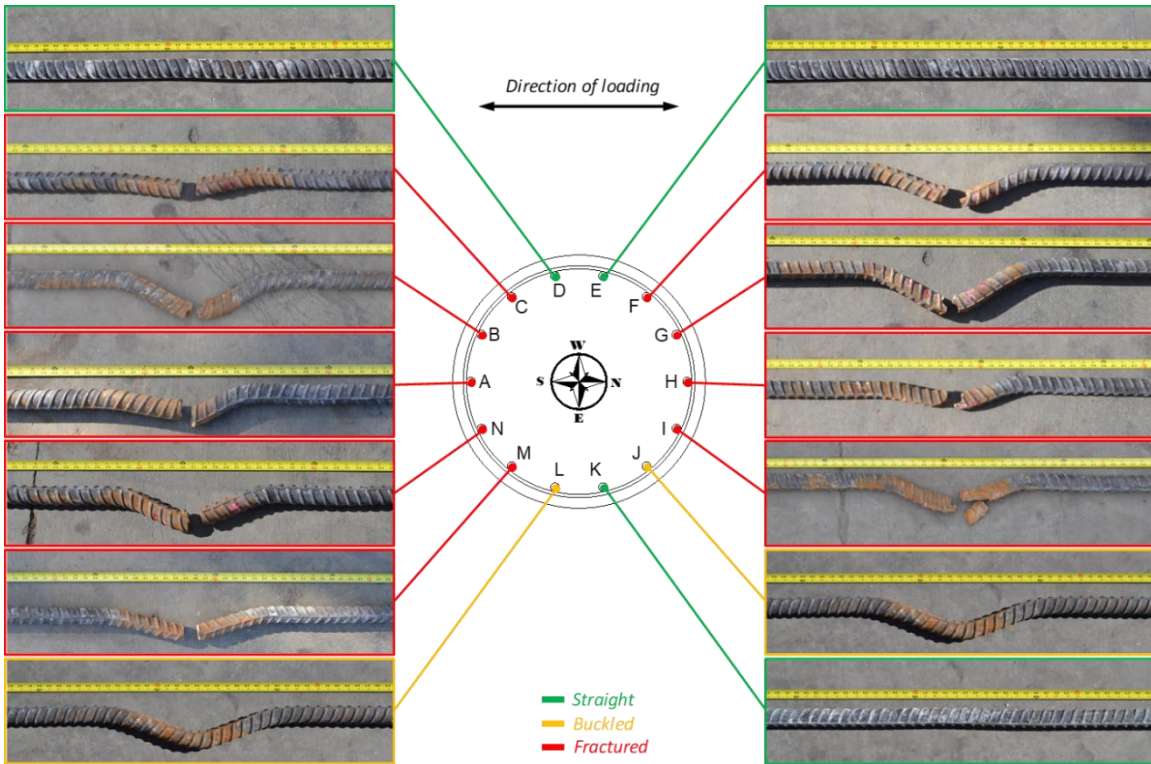 Direction of loading
D
E
C
F
B
G
W
A
S
N
H
E
N
I
M
J
L
K
Straight
Buckled
Fractured